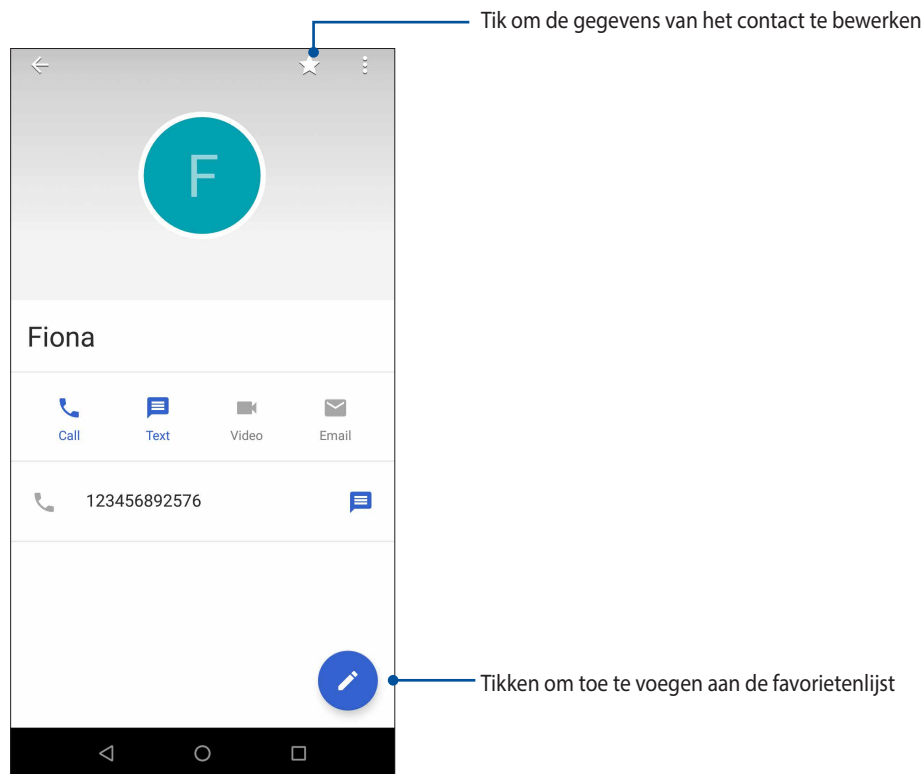 Tik om de gegevens van het contact te bewerken
F
Fiona
Call Text Video Email
123456892576
Tikken om toe te voegen aan de favorietenlijst